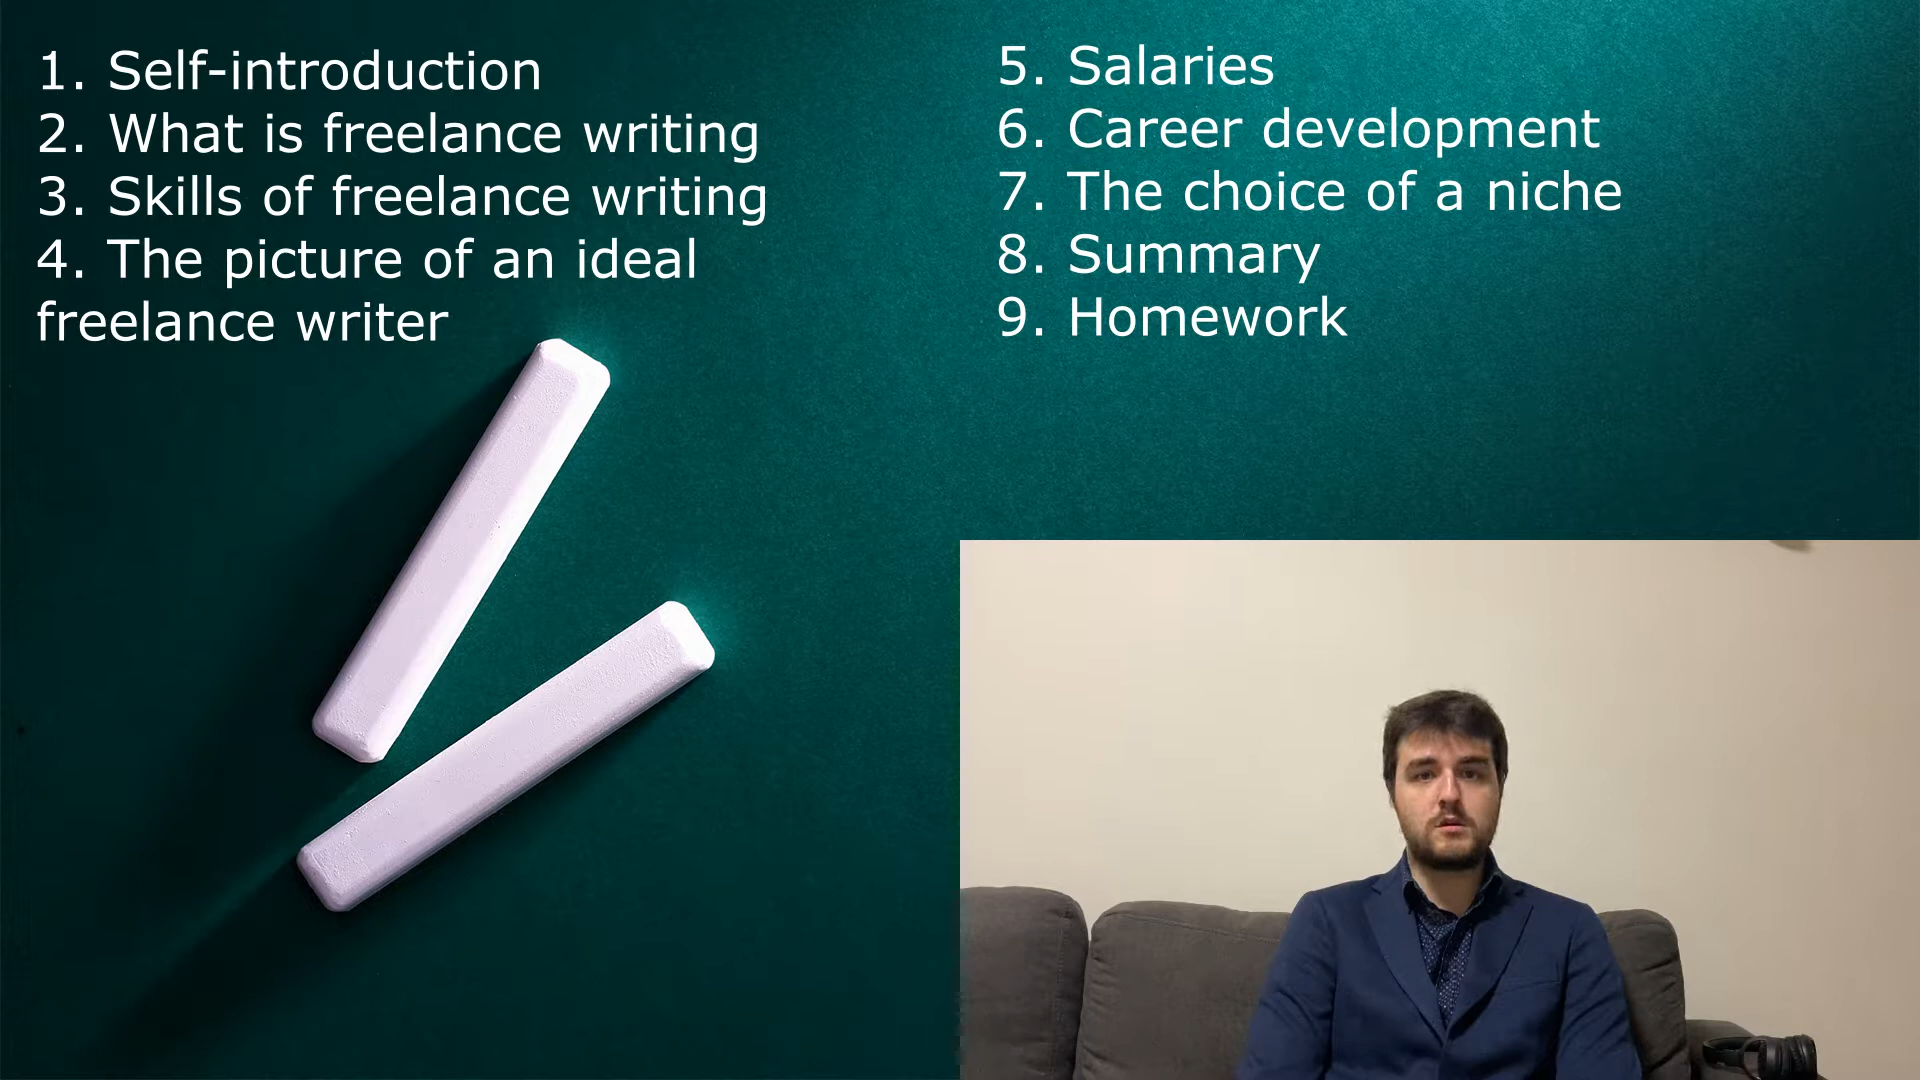 1. Self-introduction
2. What is freelance writing
3. Skills of freelance writing
4. The picture of an ideal
freelance writer
5. Salaries
6. Career development
7. The choice of a niche
8. Summary
9. Homework